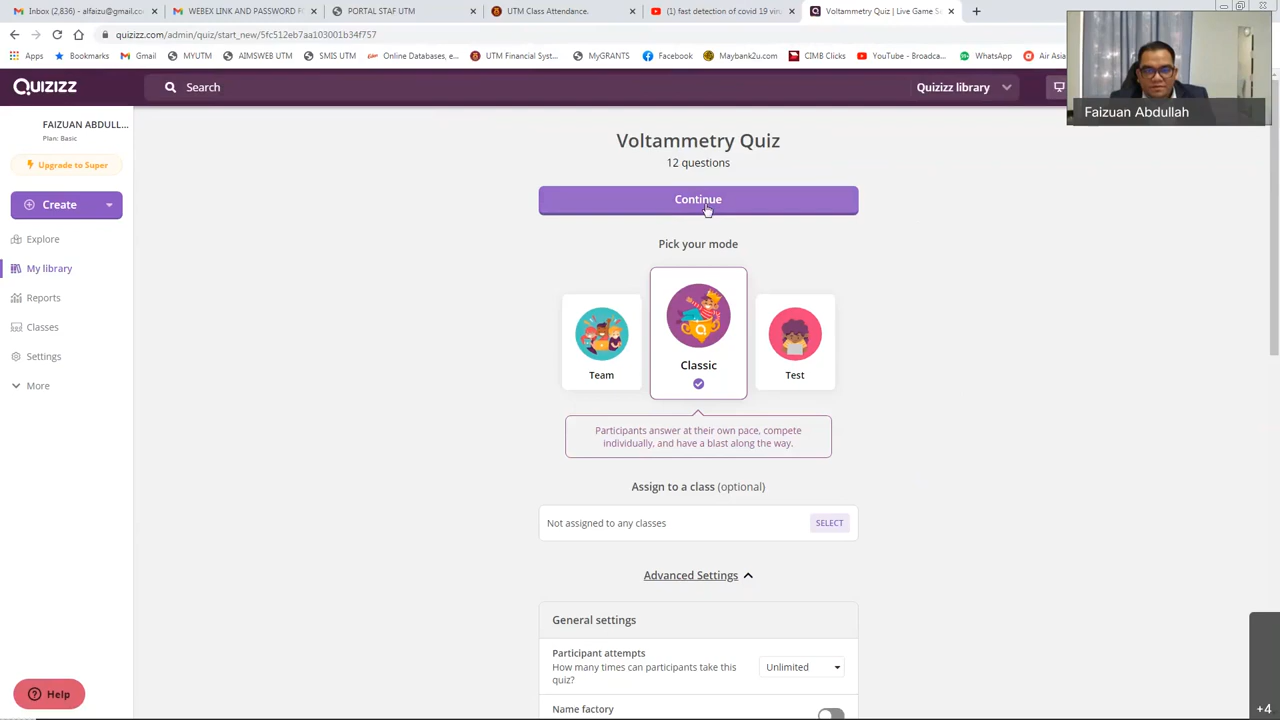 Inbox (2,836) - alfaizu@gmail.com
WEBEX LINK AND PASSWORD FO
PORTAL STAF UTM
UTM Class Attendance.
(1) fast detection of covid 19 viru
Voltammetry Quiz | Live Game S
quizizz.com/admin/quiz/start_new/5fc512eb7aa103001b34f757
Apps
Bookmarks
Gmail
MYUTM
AIMSWEB UTM
SMIS UTM
Online Databases, e...
UTM Financial Syst...
MyGRANTS
Facebook
Maybank2u.com
CIMB Clicks
YouTube - Broadca...
WhatsApp
Air Asia
Faizuan Abdullah
Quizizz
Search
Quizizz library
FAIZUAN ABDULL...
Plan: Basic
Upgrade to Super
Create
Explore
My library
Reports
Classes
Settings
More
Help
Voltammetry Quiz
12 questions
Continue
Pick your mode
Team
Classic
Test
Participants answer at their own pace, compete
individually, and have a blast along the way.
Assign to a class (optional)
Not assigned to any classes
SELECT
Advanced Settings
General settings
Participant attempts
How many times can participants take this
quiz?
Unlimited
Name factory
+4